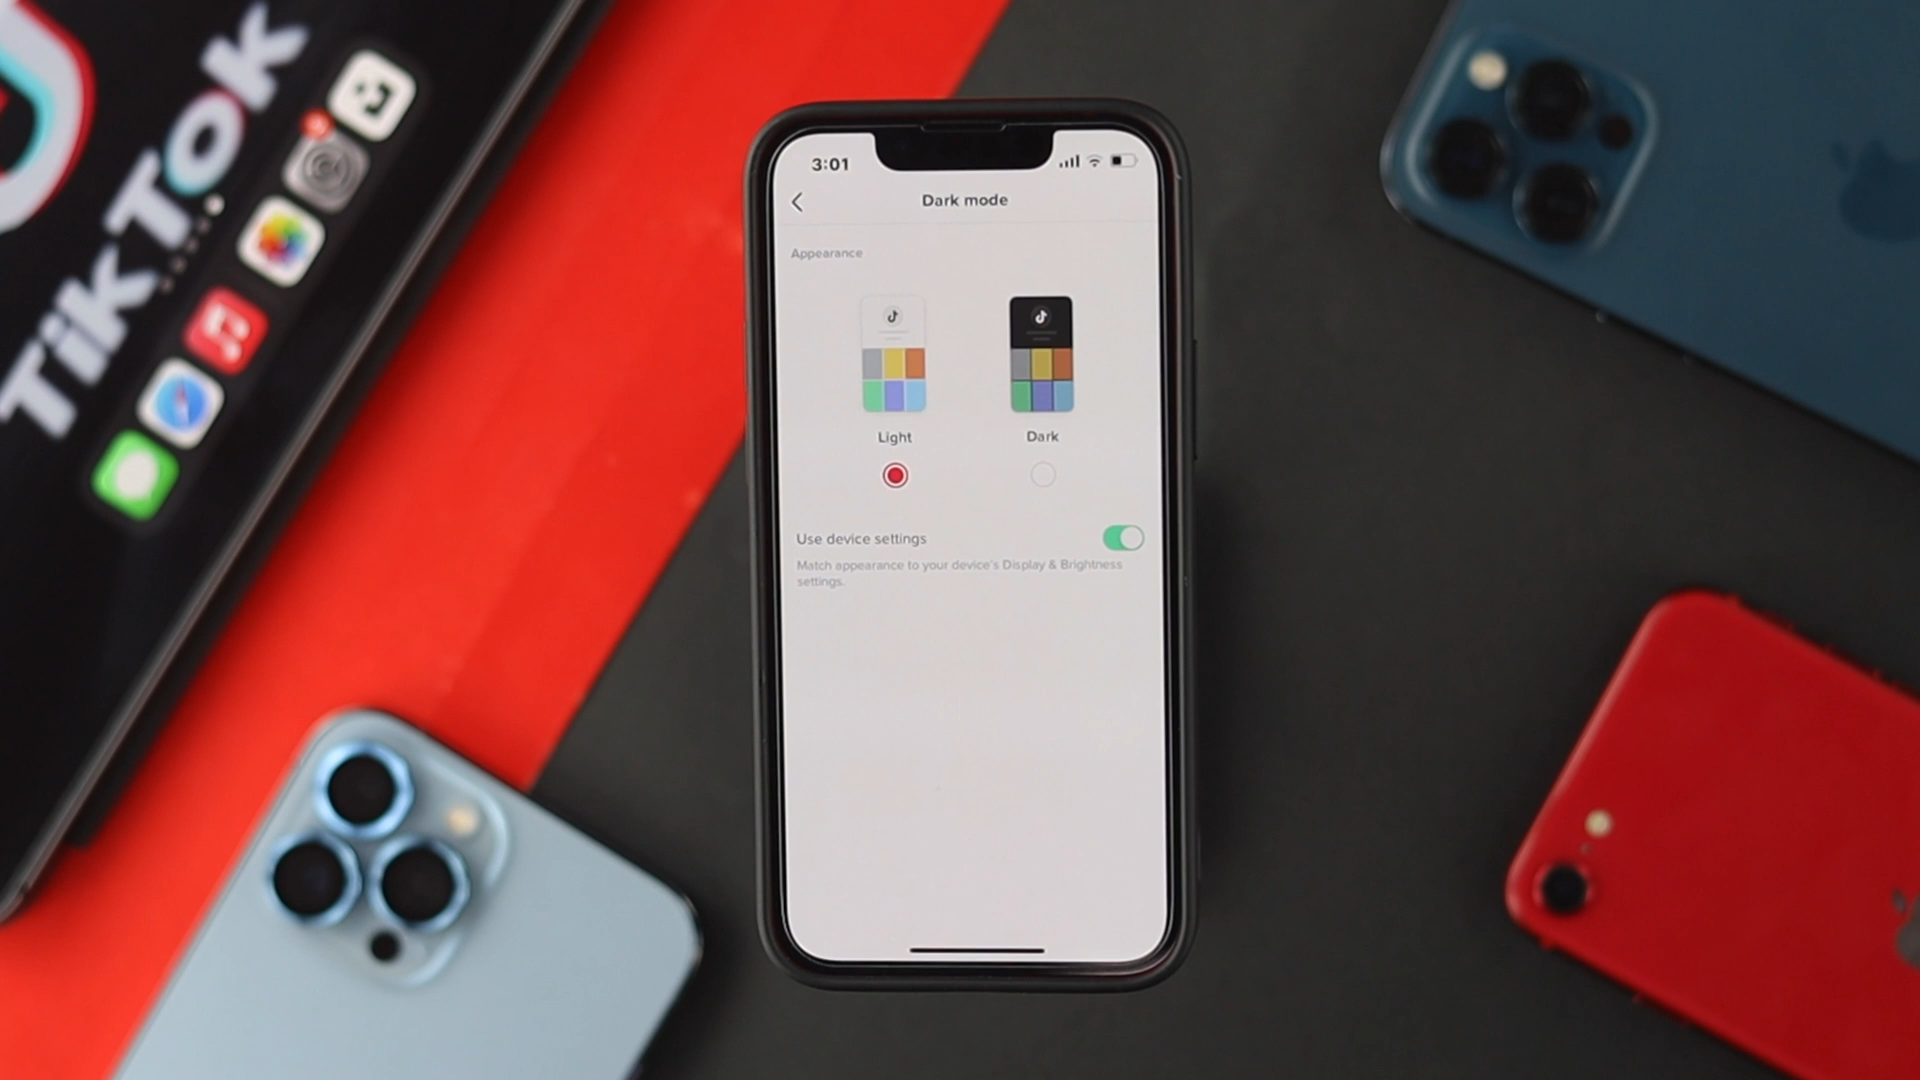 TikTok
3:01
Dark mode
Appearance
Light
Dark
Use device settings
Match appearance to your device's Display & Brightness
settings.